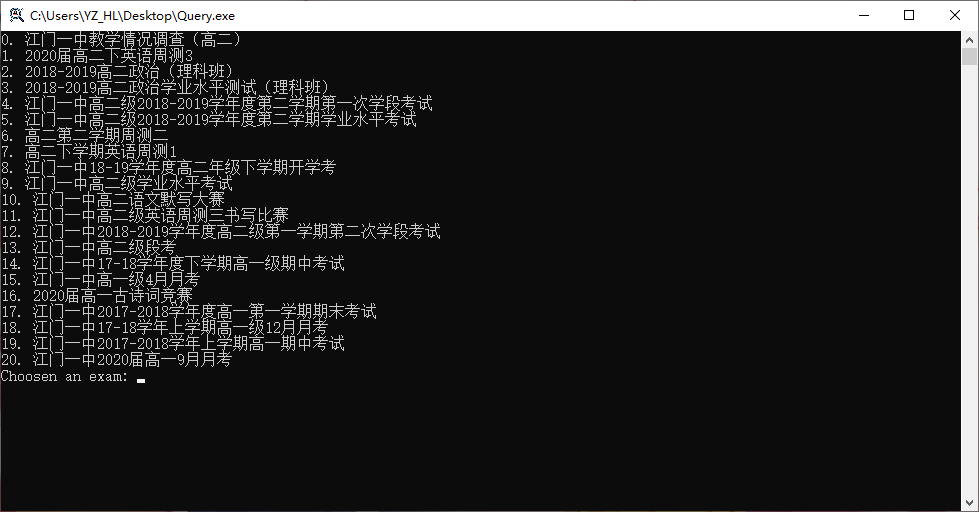 C:\Users\YZ_HL\Desktop\Query.exe
0. 江门一中教学情况调查（高二）
1. 2020届高二下英语周测3
2. 2018-2019高二政治（理科班）
3. 2018-2019高二政治学业水平测试（理科班）
4. 江门一中高二级2018-2019学年度第二学期第一次学段考试
5. 江门一中高二级2018-2019学年度第二学期学业水平考试
6. 高二第二学期周测二
7. 高二下学期英语周测1
8. 江门一中18-19学年度高二年级下学期开学考
9. 江门一中高二级学业水平考试
10. 江门一中高二语文默写大赛
11. 江门一中高二级英语周测三书写比赛
12. 江门一中2018-2019学年度高二级第一学期第二次学段考试
13. 江门一中高二级段考
14. 江门一中17-18学年度下学期高一级期中考试
15. 江门一中高一级4月月考
16. 2020届高一古诗词竞赛
17. 江门一中2017-2018学年度高一第一学期期末考试
18. 江门一中17-18学年上学期高一级12月月考
19. 江门一中2017-2018学年上学期高一期中考试
20. 江门一中2020届高一9月月考
Choosen an exam: